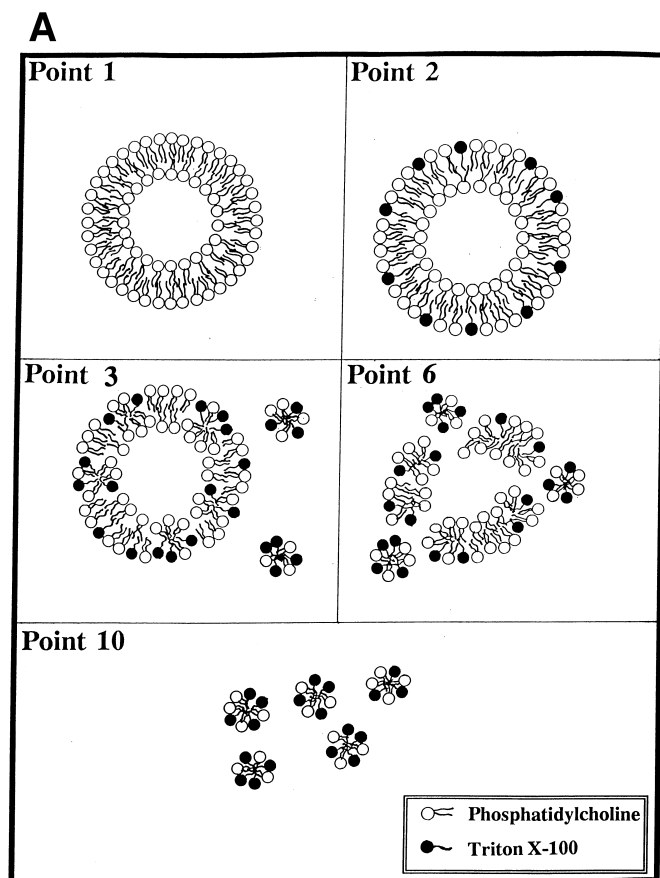 A
Point 1
Point 2
Point 3
Point 6
Point 10
Phosphatidylcholine
Triton X-100